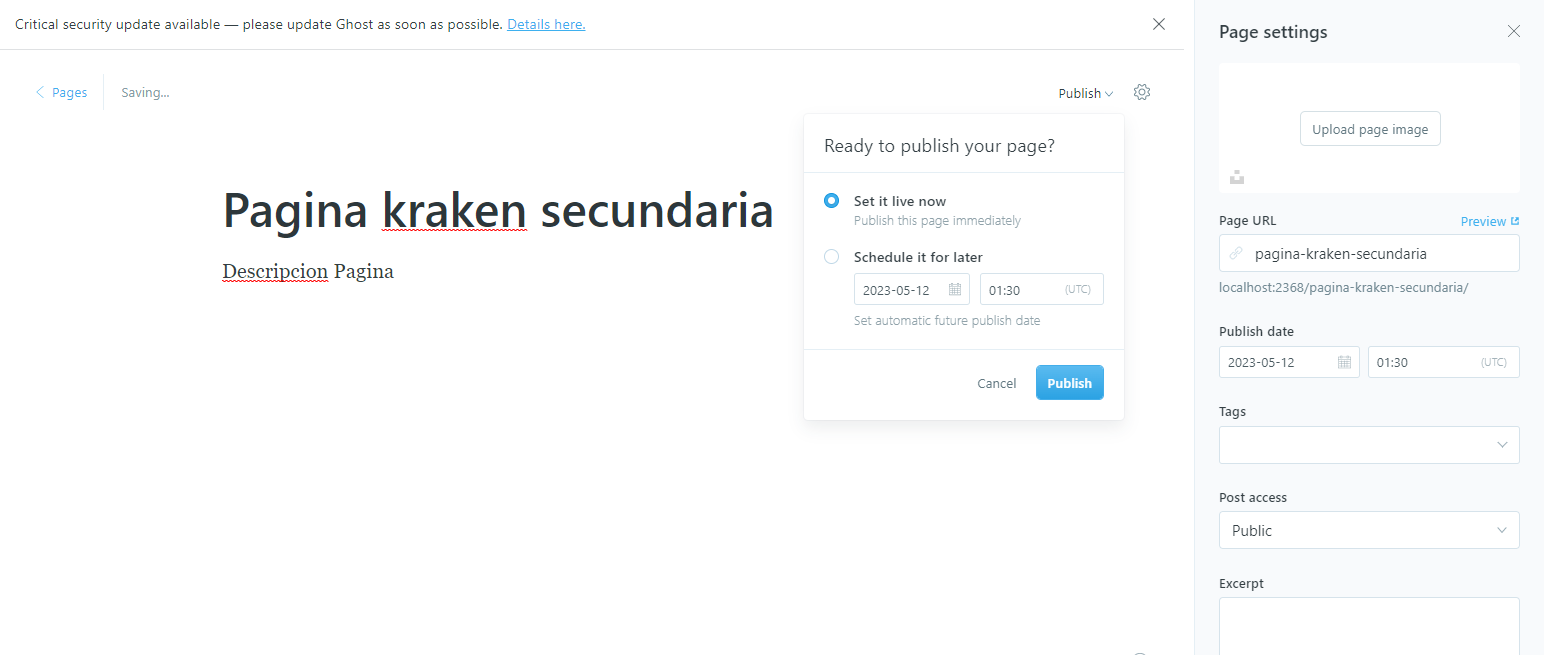 Critical security update available — please update Ghost as soon as possible. Details here.
Pages
Saving...
Publish
Ready to publish your page?
Set it live now
Publish this page immediately
Schedule it for later
2023-05-12
01:30 (UTC)
Set automatic future publish date
Cancel
Publish
Pagina kraken secundaria
Descripcion Pagina
Page settings
Upload page image
Page URL
Preview
pagina-kraken-secundaria
localhost:2368/pagina-kraken-secundaria/
Publish date
2023-05-12
01:30 (UTC)
Tags
Post access
Public
Excerpt